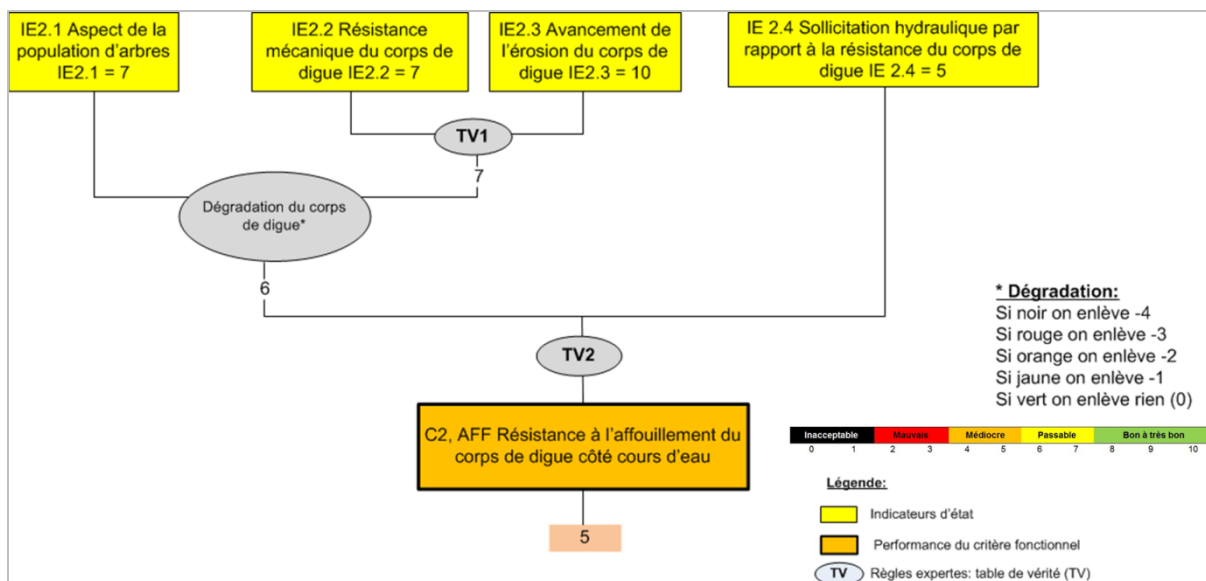 IE2.1 Aspect de la
population d'arbres
IE2.1 = 7
IE2.2 Résistance
mécanique du corps de
digue IE2.2 = 7
IE2.3 Avancement de
l'érosion du corps de
digue IE2.3 = 10
IE 2.4 Sollicitation hydraulique par
rapport à la résistance du corps de
digue IE 2.4 = 5
TV1
7
Dégradation du corps
de digue*
6
TV2
C2, AFF Résistance à l'affouillement du
corps de digue côté cours d'eau
5
* Dégradation:
Si noir on enlève -4
Si rouge on enlève -3
Si orange on enlève -2
Si jaune on enlève -1
Si vert on enlève rien (0)
Inacceptable Mauvais Médiocre Passable Bon à très bon
0 1 2 3 4 5 6 7 8 9 10
Légende:
Indicateurs d'état
Performance du critère fonctionnel
TV Règles expertes: table de vérité (TV)